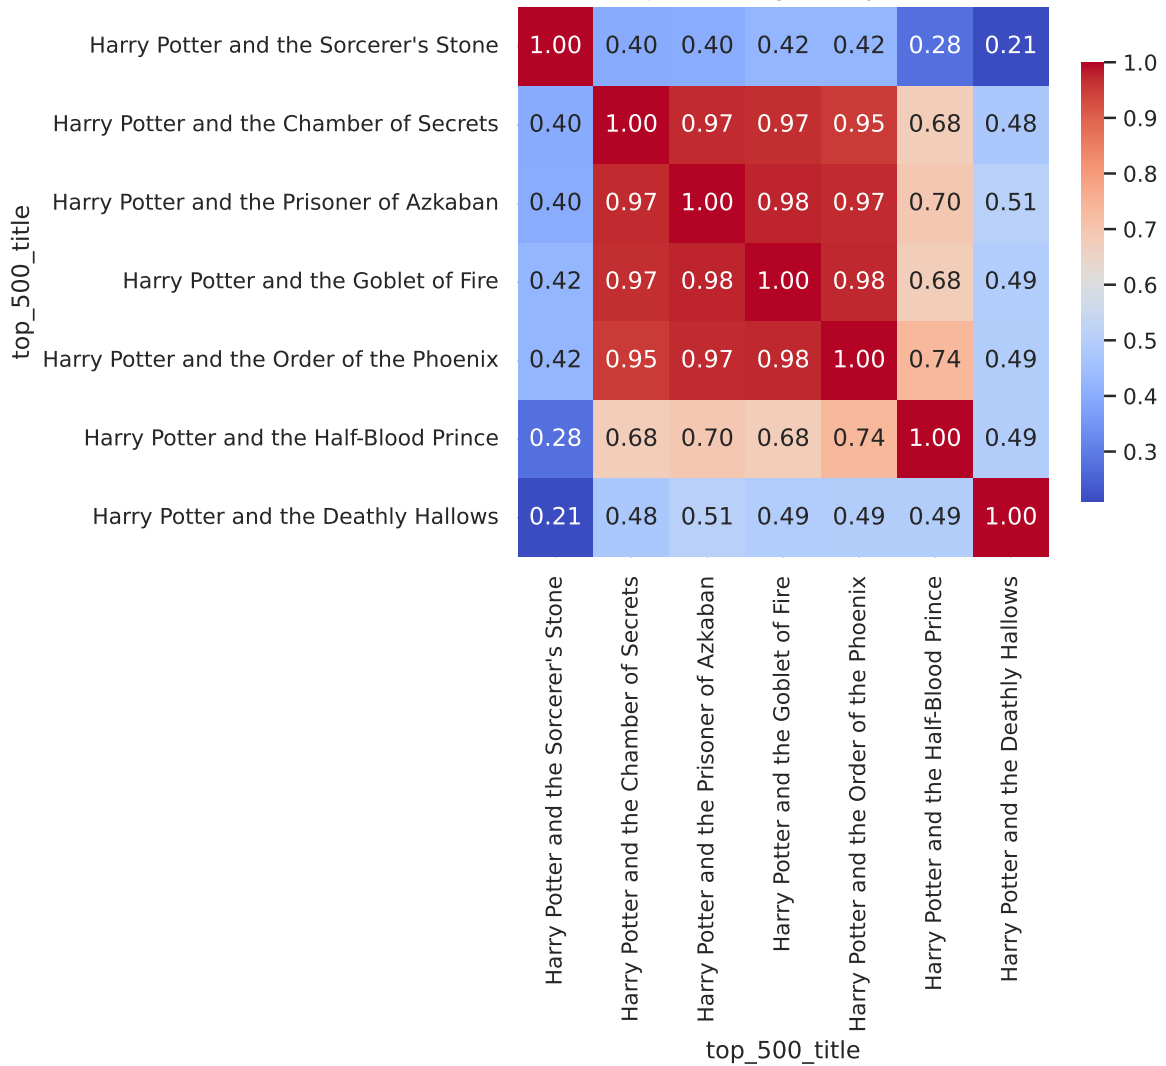 Harry Potter and the Sorcerer's Stone 1.00 0.40 0.40 0.42 0.42 0.28 0.21
Harry Potter and the Chamber of Secrets 0.40 1.00 0.97 0.97 0.95 0.68 0.48
Harry Potter and the Prisoner of Azkaban 0.40 0.97 1.00 0.98 0.97 0.70 0.51
Harry Potter and the Goblet of Fire 0.42 0.97 0.98 1.00 0.98 0.68 0.49
Harry Potter and the Order of the Phoenix 0.42 0.95 0.97 0.98 1.00 0.74 0.49
Harry Potter and the Half-Blood Prince 0.28 0.68 0.70 0.68 0.74 1.00 0.49
Harry Potter and the Deathly Hallows 0.21 0.48 0.51 0.49 0.49 0.49 1.00
top_500_title
Harry Potter and the Sorcerer's Stone
Harry Potter and the Chamber of Secrets
Harry Potter and the Prisoner of Azkaban
Harry Potter and the Goblet of Fire
Harry Potter and the Order of the Phoenix
Harry Potter and the Half-Blood Prince
Harry Potter and the Deathly Hallows
top_500_title
1.0
0.9
0.8
0.7
0.6
0.5
0.4
0.3